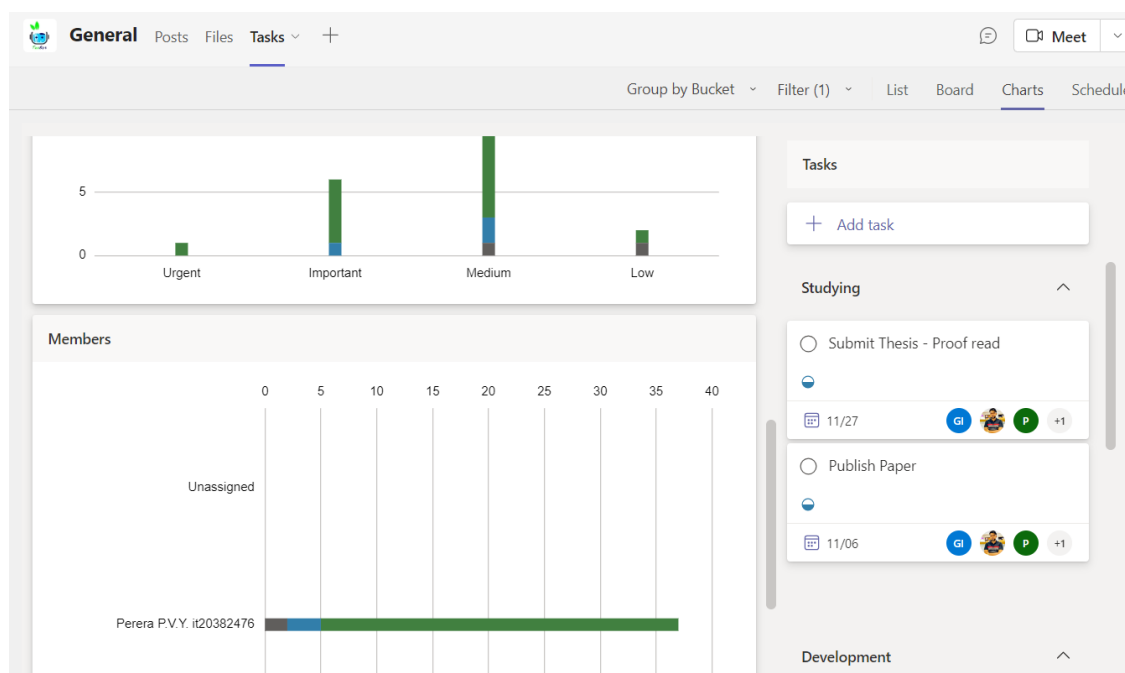 General Posts Files Tasks
Meet
Group by Bucket Filter (1) List Board Charts Schedule
5
0
Urgent Important Medium Low
Members
0 5 10 15 20 25 30 35 40
Unassigned
Perera P.V.Y. it20382476
Tasks
Add task
Studying
Submit Thesis - Proof read
11/27
GI P +1
Publish Paper
11/06
GI P +1
Development